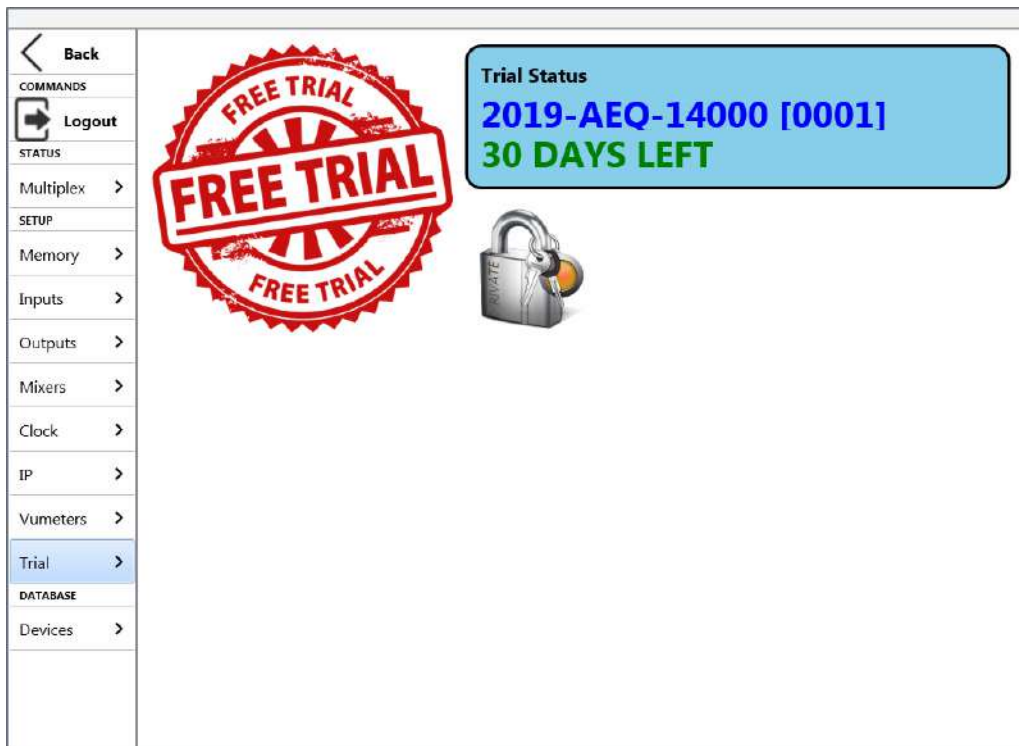 Back
COMMANDS
Logout
STATUS
Multiplex
SETUP
Memory
Inputs
Outputs
Mixers
Clock
IP
Vumeters
Trial
DATABASE
Devices
FREE TRIAL
FREE TRIAL
FREE TRIAL
Trial Status
2019-AEQ-14000 [0001]
30 DAYS LEFT
PRIVATE